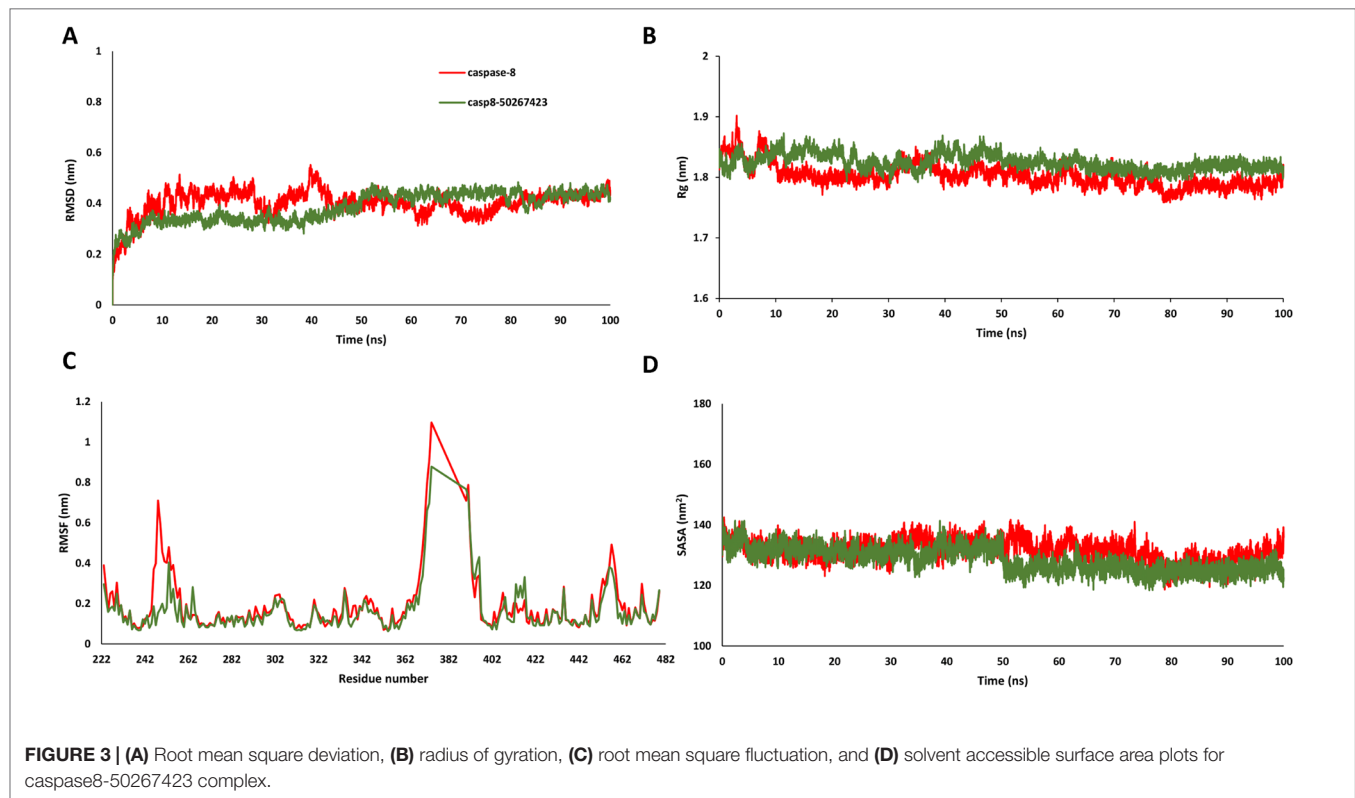 A
1
0.8
0.6
0.4
0.2
0
RMSD (nm)
caspase-8
casp8-50267423
0 10 20 30 40 50 60 70 80 90 100
Time (ns)
B
2
1.9
1.8
1.7
1.6
Rg(nm)
0 10 20 30 40 50 60 70 80 90 100
Time (ns)
C
1.2
1
0.8
0.6
0.4
0.2
0
RMSF (nm)
222 242 262 282 302 322 342 362 382 402 422 442 462 482
Residue number
D
180
160
140
120
100
SASA (nm²)
0 10 20 30 40 50 60 70 80 90 100
Time (ns)
FIGURE 3 | (A) Root mean square deviation, (B) radius of gyration, (C) root mean square fluctuation, and (D) solvent accessible surface area plots for
caspase8-50267423 complex.